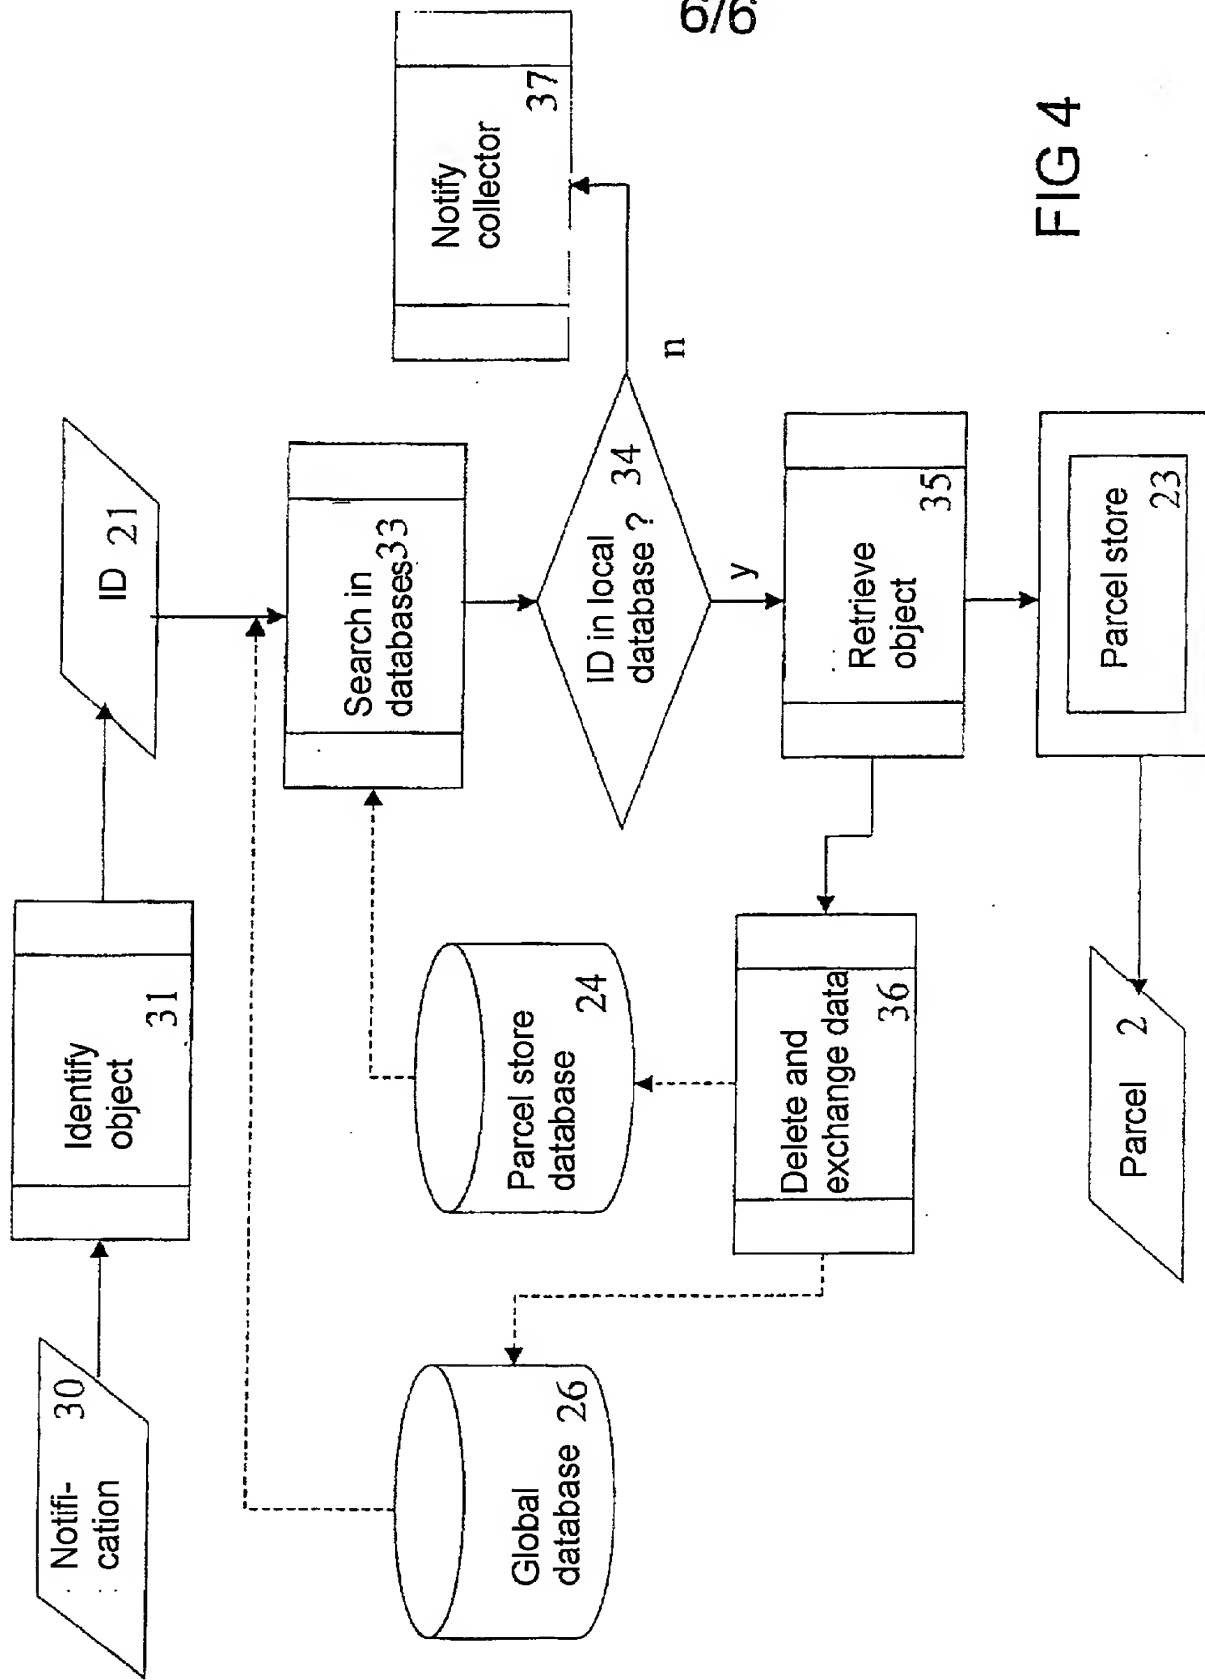 6/6
Notifi-
cation
30
Identify
object
31
ID 21
Global
database 26
Parcel store
database
24
Search in
databases33
ID in local
database ?
34
n
Notify
collector
37
y
Delete and
exchange data
36
Retrieve
object
35
Parcel 2
Parcel store
23
FIG 4